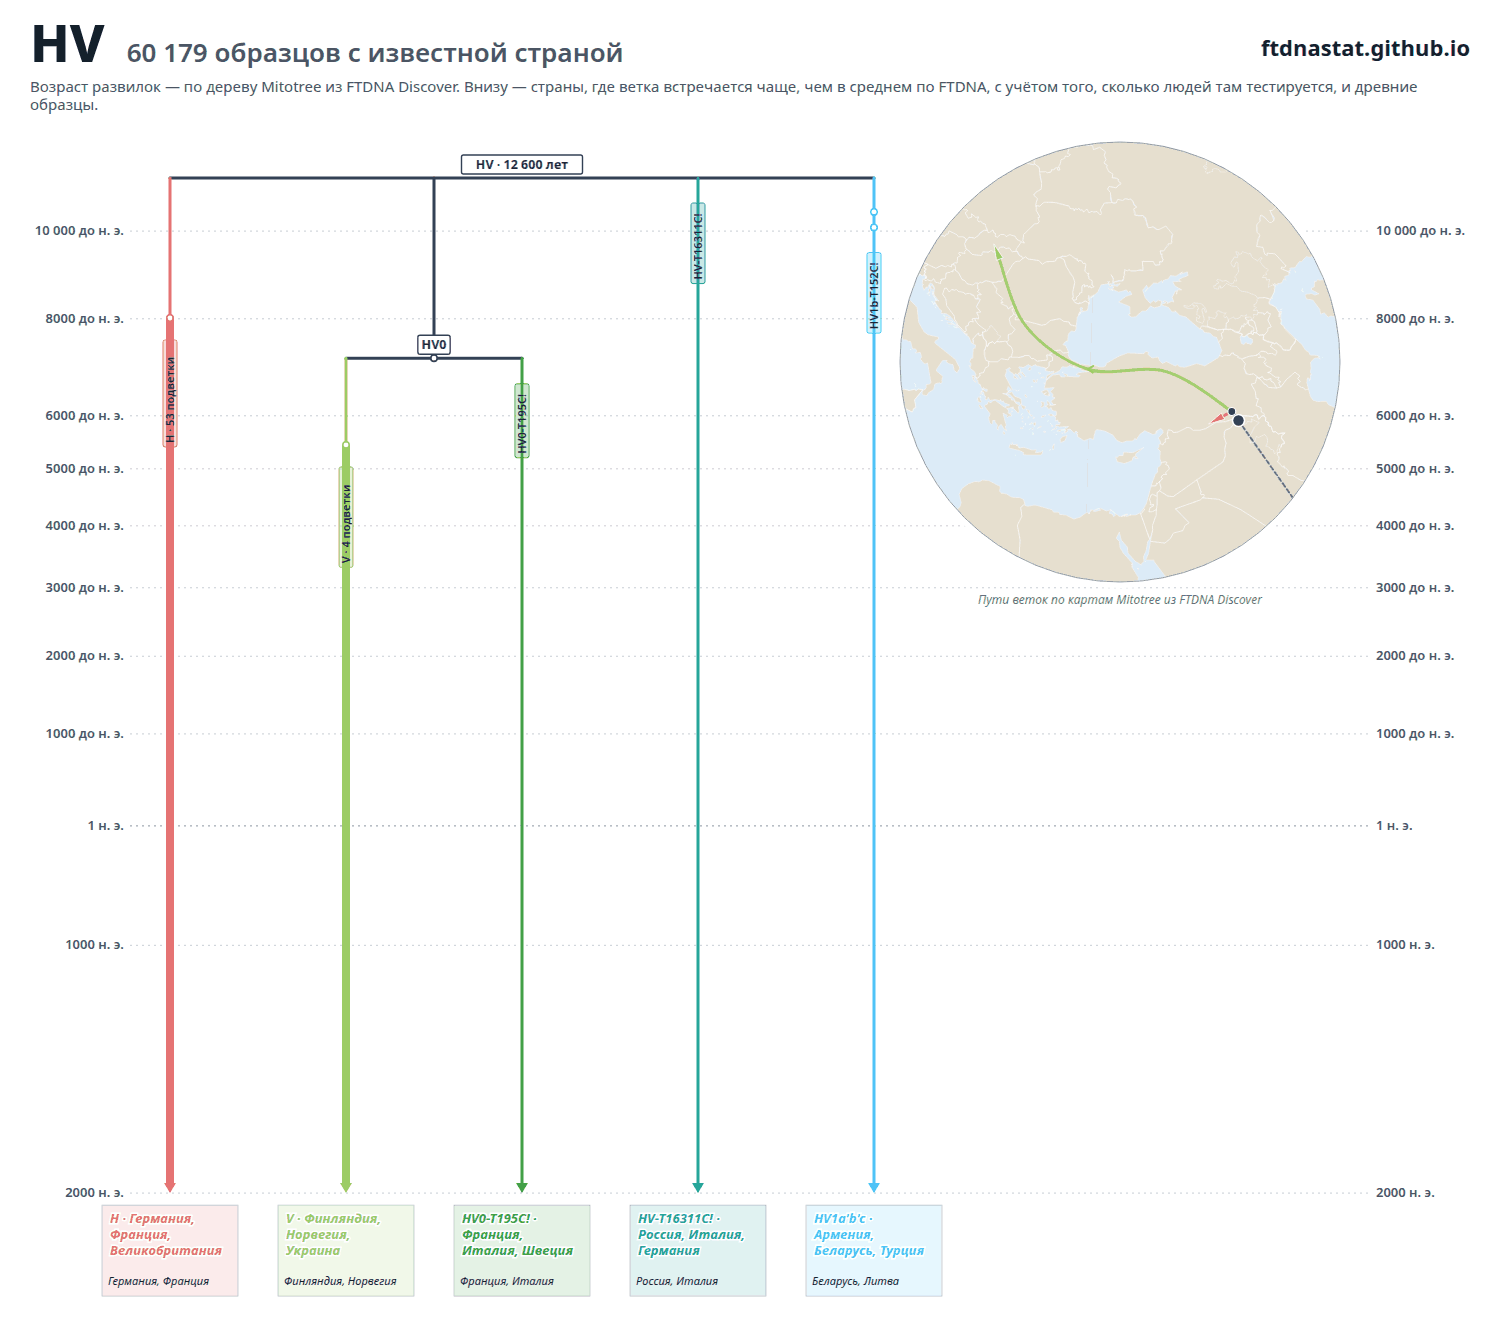 HV 60 179 образцов с известной страной
ftdnastat.github.io
Возраст развилок — по дереву Mitotree из FTDNA Discover. Внизу — страны, где ветка встречается чаще, чем в среднем по FTDNA, с учётом того, сколько людей там тестируется, и древние
образцы.
HV · 12 600 лет
10 000 до н. э.
10 000 до н. э.
HV-T16311C!
HV1b-T152C!
8000 до н. э.
8000 до н. э.
HV0
H · 53 подветки
HV0-T195C!
6000 до н. э.
6000 до н. э.
5000 до н. э.
5000 до н. э.
V · 4 подветки
4000 до н. э.
4000 до н. э.
3000 до н. э.
3000 до н. э.
Пути веток по картам Mitotree из FTDNA Discover
2000 до н. э.
2000 до н. э.
1000 до н. э.
1000 до н. э.
1 н. э.
1 н. э.
1000 н. э.
1000 н. э.
2000 н. э.
2000 н. э.
H · Германия,
Франция,
Великобритания
Германия, Франция
V · Финляндия,
Норвегия,
Украина
Финляндия, Норвегия
HV0-T195C! ·
Франция,
Италия, Швеция
Франция, Италия
HV-T16311C! ·
Россия, Италия,
Германия
Россия, Италия
HV1a'b'c ·
Армения,
Беларусь, Турция
Беларусь, Литва